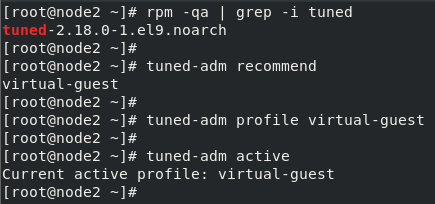 [root@node2 ~]# rpm -qa | grep -i tuned
tuned-2.18.0-1.el9.noarch
[root@node2 ~]#
[root@node2 ~]# tuned-adm recommend
virtual-guest
[root@node2 ~]#
[root@node2 ~]# tuned-adm profile virtual-guest
[root@node2 ~]#
[root@node2 ~]# tuned-adm active
Current active profile: virtual-guest
[root@node2 ~]#